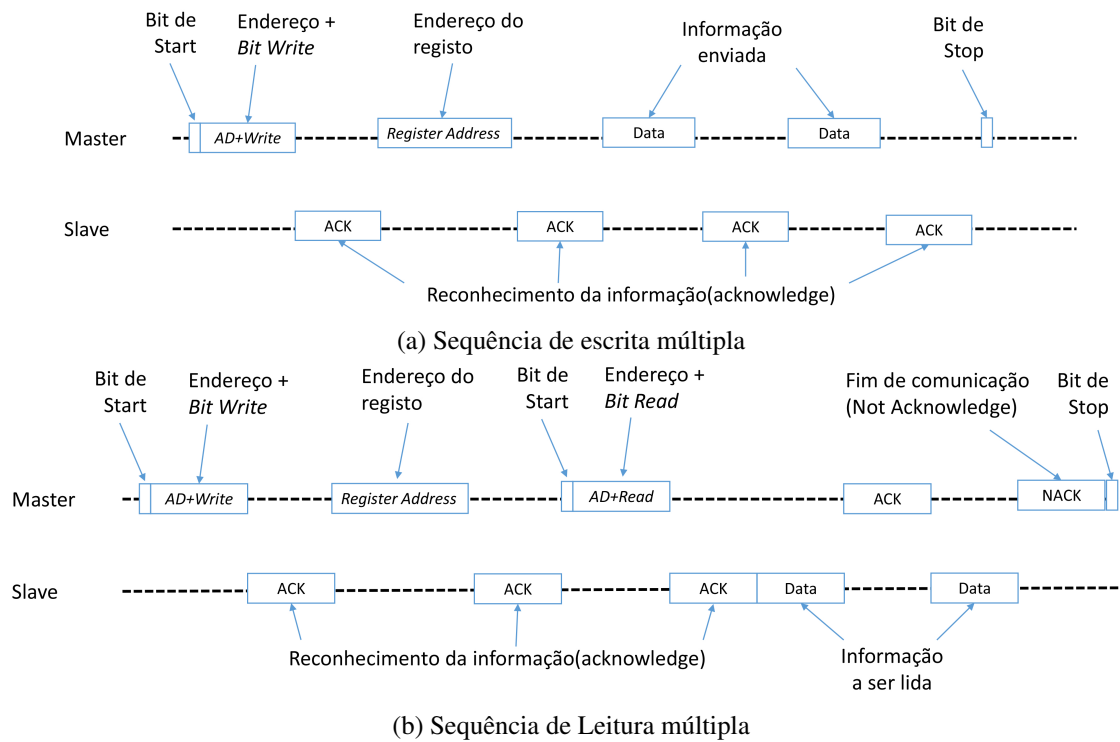 Bit de
Start
Endereço +
Bit Write
Endereço do
registo
Informação
enviada
Bit de
Stop
Master
AD+Write
Register Address
Data
Data
Slave
ACK
ACK
ACK
ACK
Reconhecimento da informação(acknowledge)
(a) Sequência de escrita múltipla
Bit de
Start
Endereço +
Bit Write
Endereço do
registo
Bit de
Start
Endereço +
Bit Read
Fim de comunicação
(Not Acknowledge)
Bit de
Stop
Master
AD+Write
Register Address
AD+Read
ACK
NACK
Slave
ACK
ACK
ACK
Data
Data
Reconhecimento da informação(acknowledge)
Informação
a ser lida
(b) Sequência de Leitura múltipla